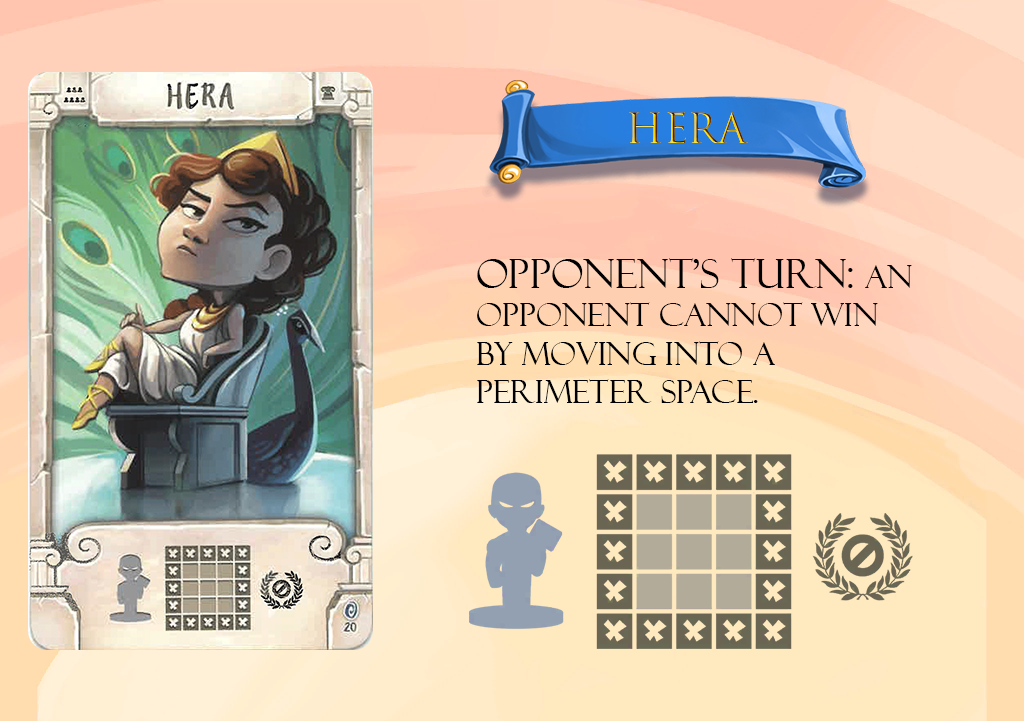 HERA
20
HERA
OPPONENT'S TURN: AN
OPPONENT CANNOT WIN
BY MOVING INTO A
PERIMETER SPACE.